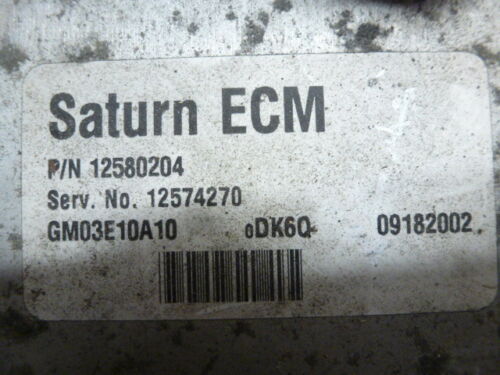 Saturn ECM
P/N 12580204
Serv. No. 12574270
GM03E10A10 0DK6Q 09182002